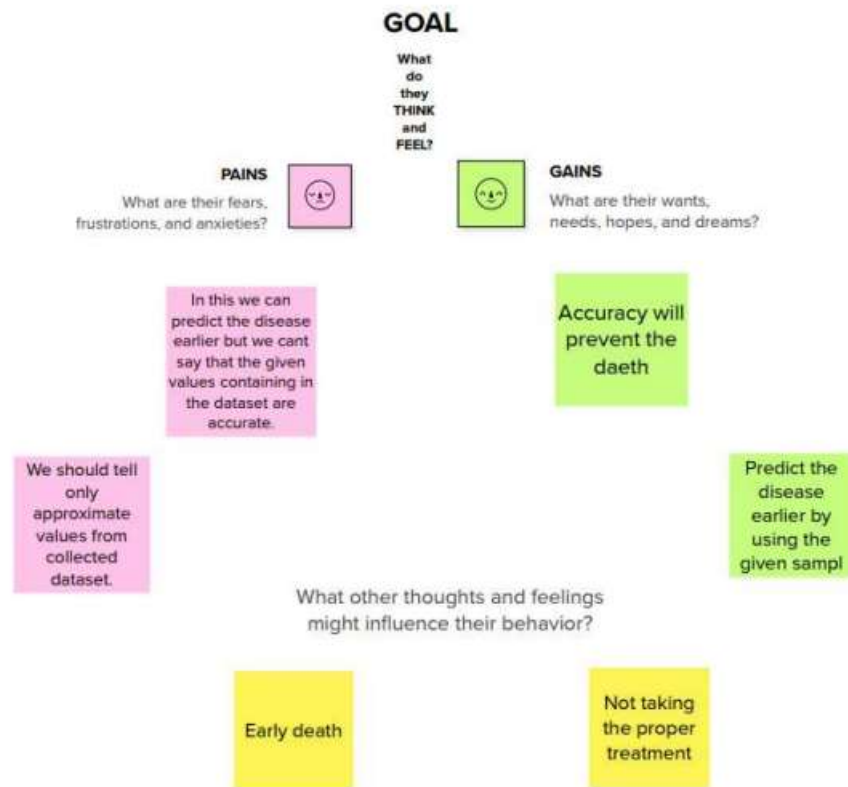 GOAL
What
do
they
THINK
and
FEEL?
PAINS
What are their fears,
frustrations, and anxieties?
GAINS
What are their wants,
needs, hopes, and dreams?
In this we can
predict the disease
earlier but we cant
say that the given
values containing in
the dataset are
accurate.
Accuracy will
prevent the
daeth
We should tell
only
approximate
values from
collected
dataset.
Predict the
disease
earlier by
using the
given sampl
What other thoughts and feelings
might influence their behavior?
Early death
Not taking
the proper
treatment